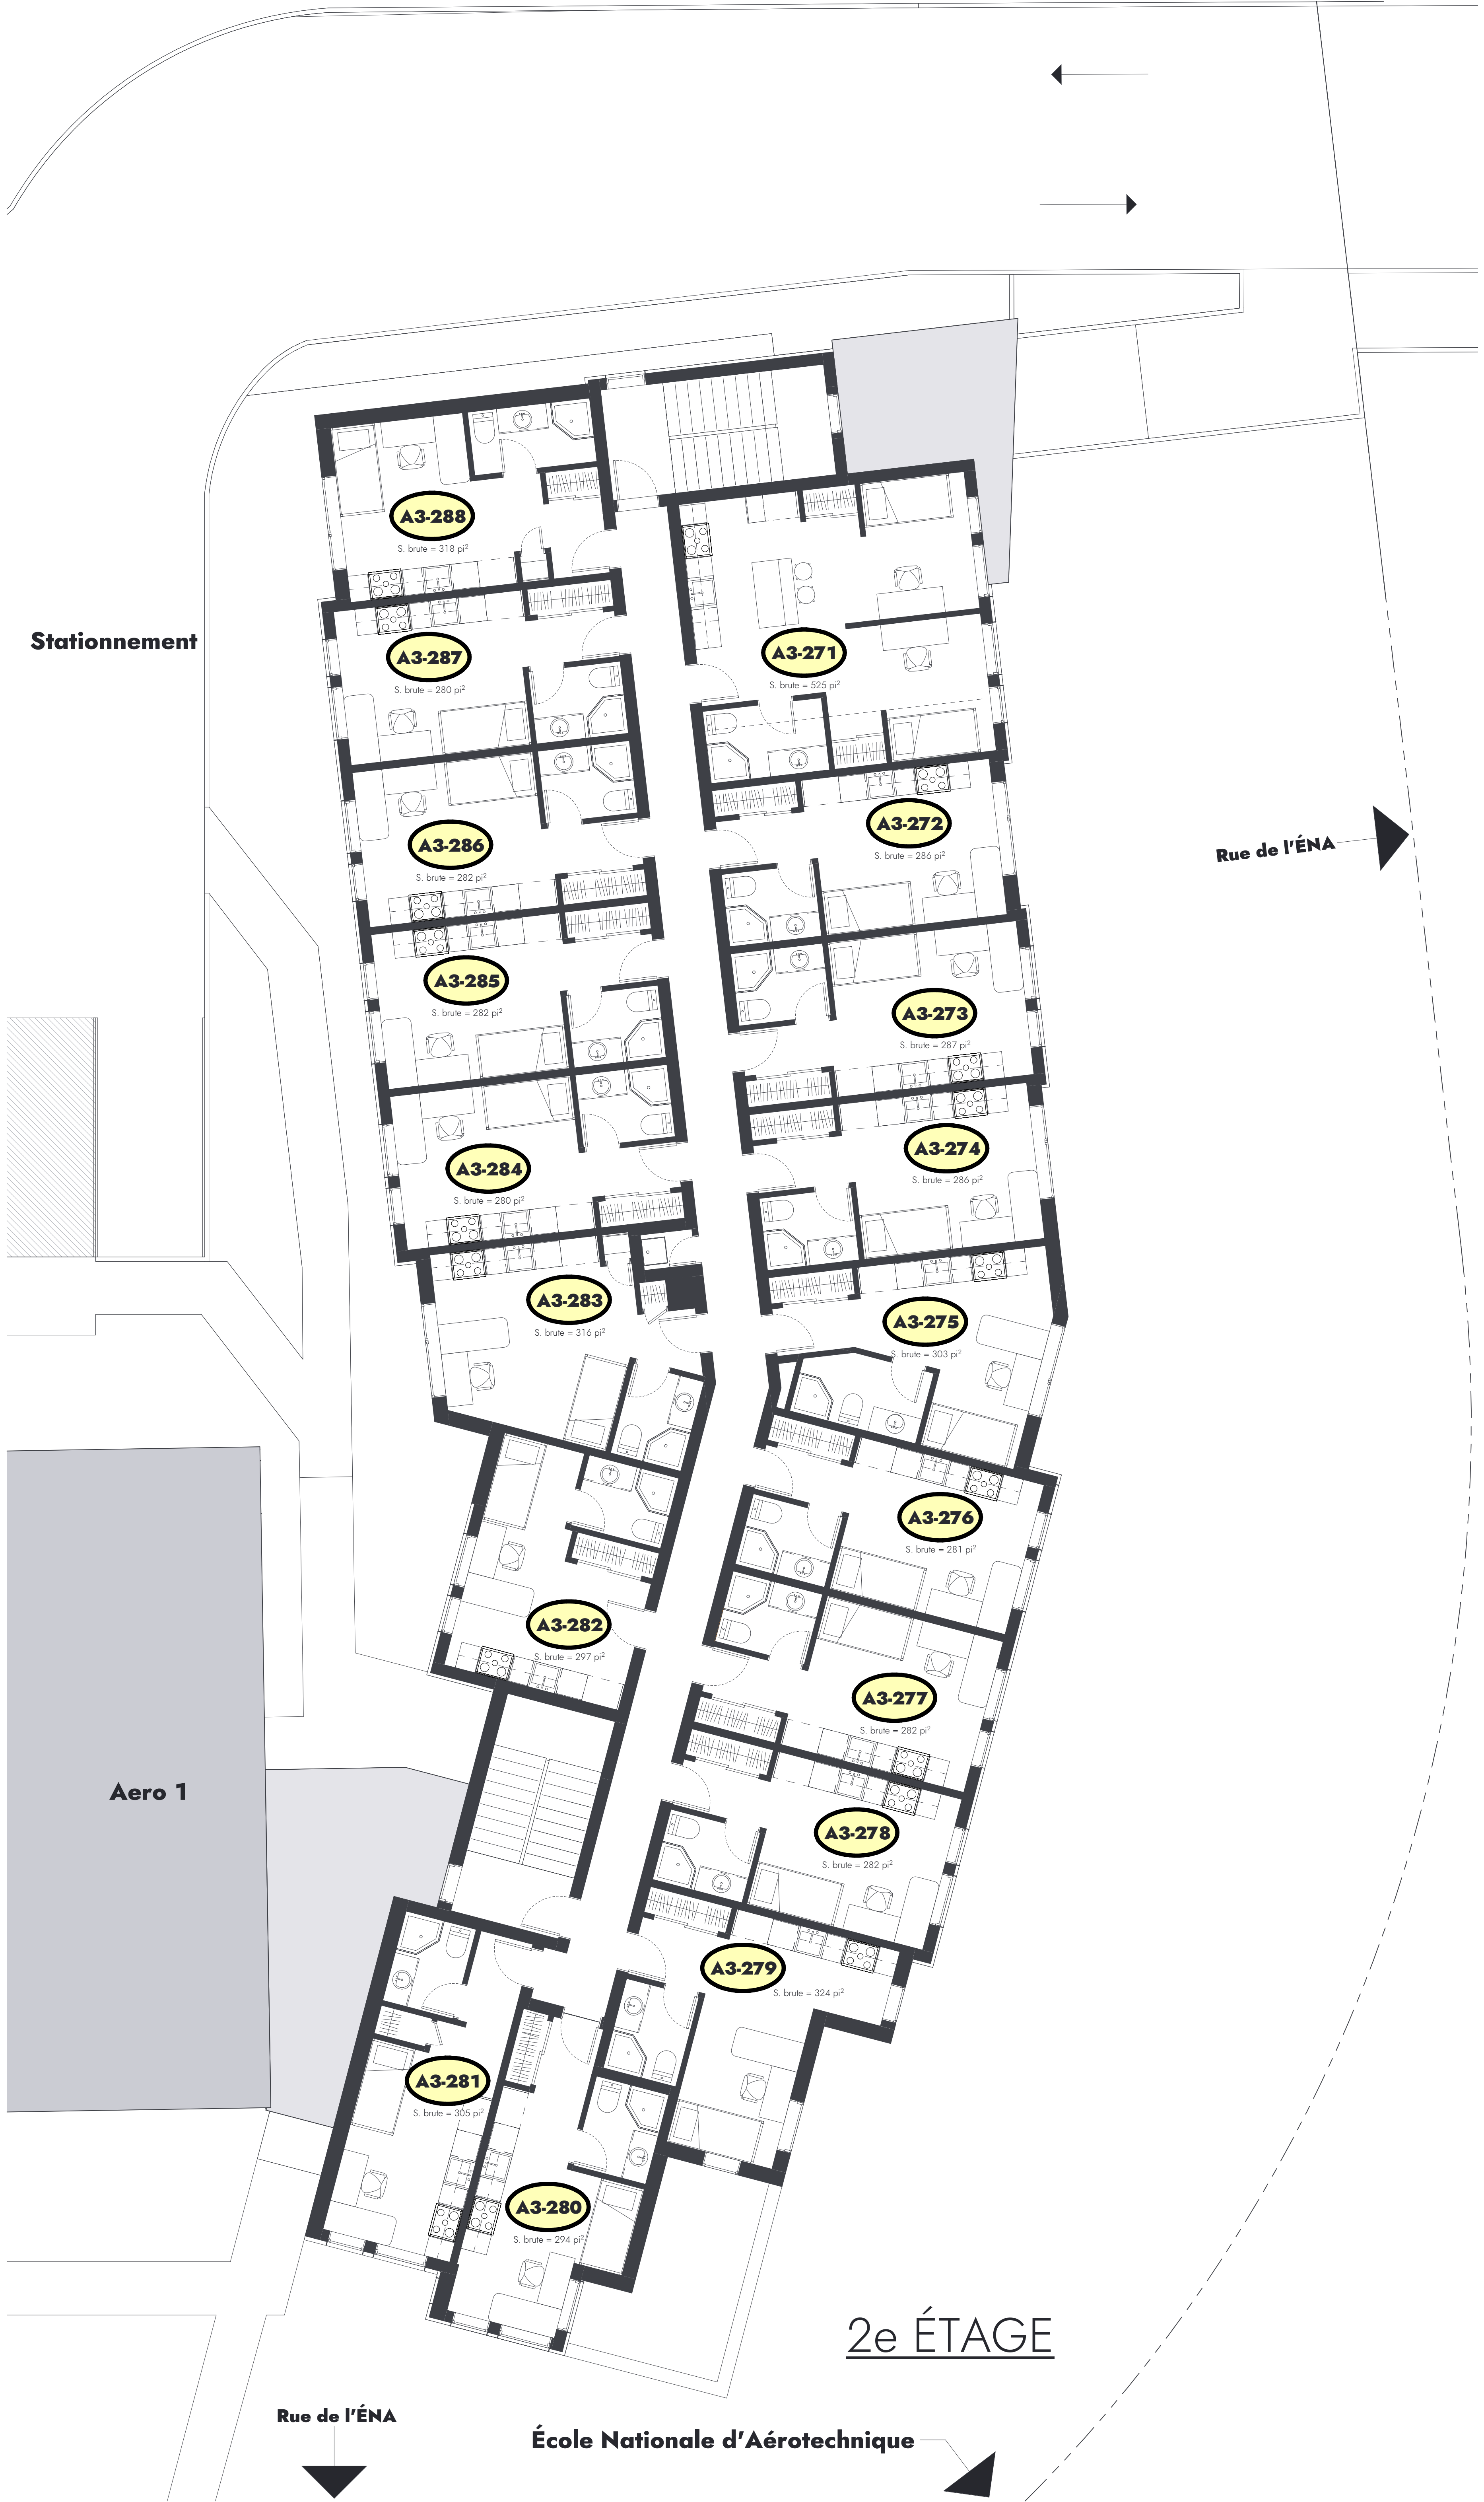 A3-288
S. brute = 318 pi²
Stationnement
A3-287
S. brute = 280 pi²
A3-271
S. brute = 525 pi²
A3-286
S. brute = 282 pi²
A3-272
S. brute = 286 pi²
Rue de l'ÉNA
A3-285
S. brute = 282 pi²
A3-273
S. brute = 287 pi²
A3-284
S. brute = 280 pi²
A3-274
S. brute = 286 pi²
A3-283
S. brute = 316 pi²
A3-275
S. brute = 303 pi²
A3-276
S. brute = 281 pi²
A3-282
S. brute = 297 pi²
A3-277
S. brute = 282 pi²
Aero 1
A3-278
S. brute = 282 pi²
A3-279
S. brute = 324 pi²
A3-281
S. brute = 305 pi²
A3-280
S. brute = 294 pi²
2e ÉTAGE
Rue de l'ÉNA
École Nationale d'Aérotechnique